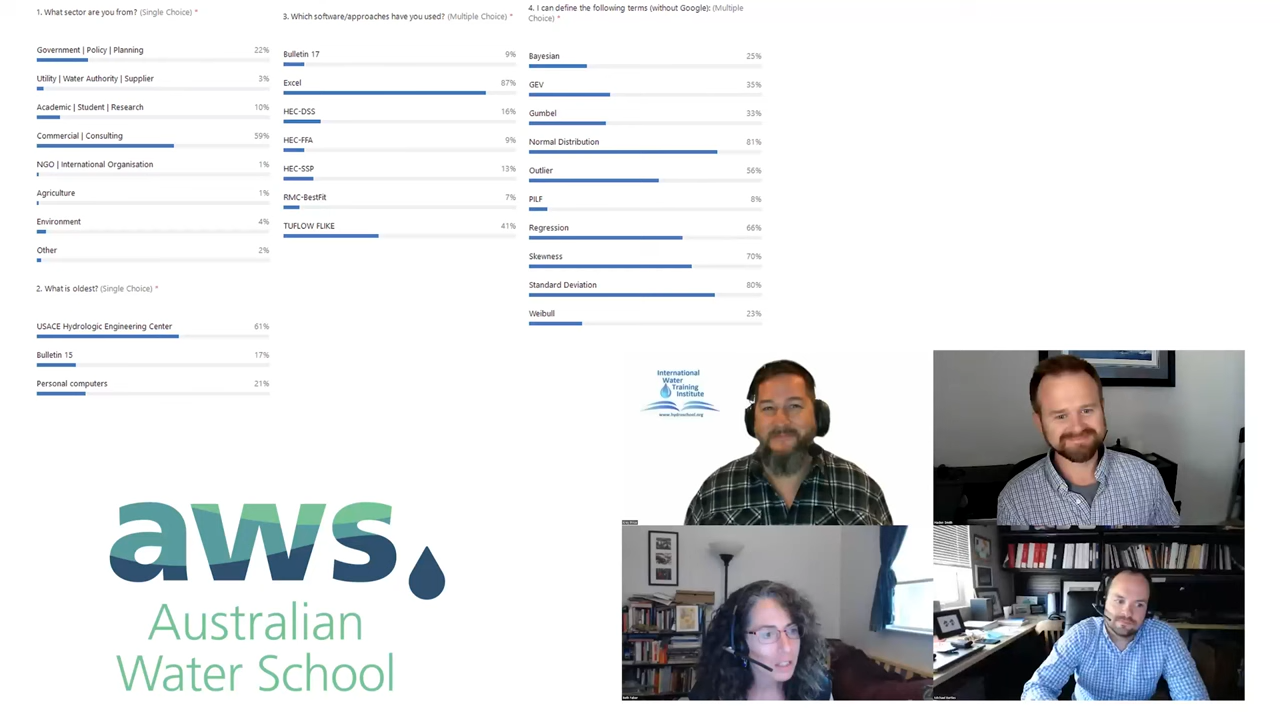 1. What sector are you from? (Single Choice) *
Government | Policy | Planning 22%
Utility | Water Authority | Supplier 3%
Academic | Student | Research 10%
Commercial | Consulting 59%
NGO | International Organisation 1%
Agriculture 1%
Environment 4%
Other 2%
2. What is oldest? (Single Choice) *
USACE Hydrologic Engineering Center 61%
Bulletin 15 17%
Personal computers 21%
3. Which software/approaches have you used? (Multiple Choice) *
Bulletin 17 9%
Excel 87%
HEC-DSS 16%
HEC-FFA 9%
HEC-SSP 13%
RMC-BestFit 7%
TUFLOW FLIKE 41%
4. I can define the following terms (without Google): (Multiple
Choice) *
Bayesian 25%
GEV 35%
Gumbel 33%
Normal Distribution 81%
Outlier 56%
PILF 8%
Regression 66%
Skewness 70%
Standard Deviation 80%
Weibull 23%
aws
Australian
Water School
International
Water
Training
Institute
www.hydroschool.org